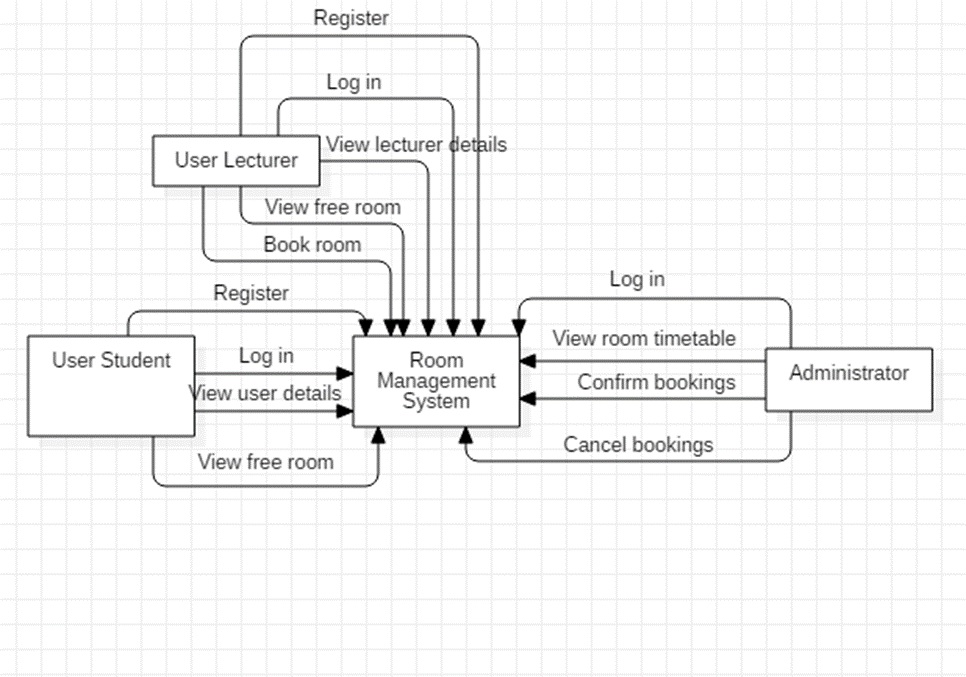 Register
Log in
View lecturer details
User Lecturer
View free room
Book room
Register
Log in
User Student
Log in
View room timetable
Room
Management
System
Administrator
View user details
Confirm bookings
View free room
Cancel bookings